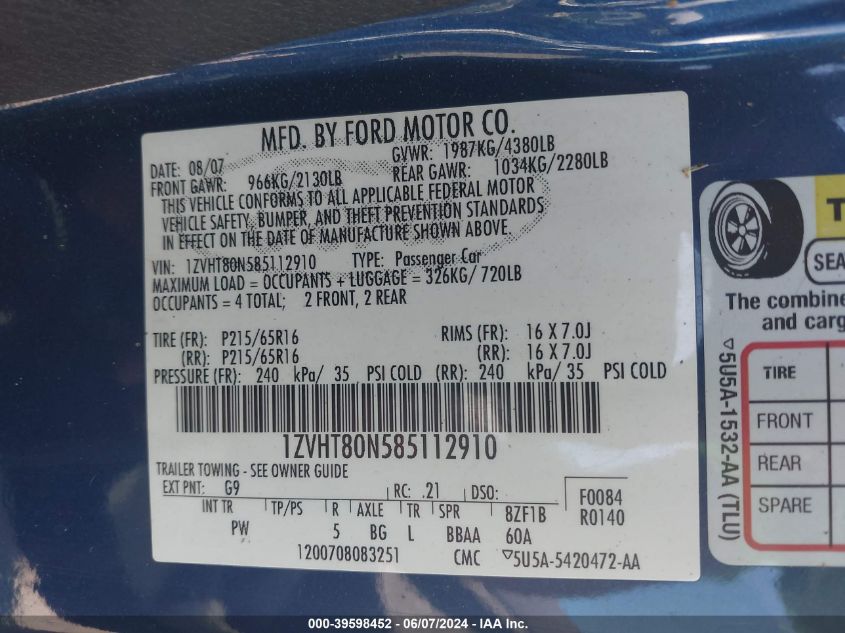 MFD. BY FORD MOTOR CO.
DATE: 08/07 GVWR: 1987KG/4380LB
FRONT GAWR: 966KG/2130LB REAR GAWR: 1034KG/2280LB
THIS VEHICLE CONFORMS TO ALL APPLICABLE FEDERAL MOTOR
VEHICLE SAFETY, BUMPER, AND THEFT PREVENTION STANDARDS
IN EFFECT ON THE DATE OF MANUFACTURE SHOWN ABOVE.
VIN: 1ZVHT80N585112910 TYPE: Passenger Car
MAXIMUM LOAD = OCCUPANTS + LUGGAGE = 326KG/720LB
OCCUPANTS = 4 TOTAL; 2 FRONT, 2 REAR
TIRE (FR): P215/65R16 RIMS (FR): 16 X 7.0J
(RR): P215/65R16 (RR): 16 X 7.0J
PRESSURE (FR): 240 kPa/ 35 PSI COLD (RR): 240 kPa/ 35 PSI COLD
1ZVHT80N585112910
TRAILER TOWING - SEE OWNER GUIDE
EXT PNT: G9 RC: .21 DSO: F0084
INT TR TP/PS R AXLE TR SPR 8ZF1B R0140
PW 5 BG L BBAA 60A
1200708083251 CMC ▽5U5A-5420472-AA
T
SEA
The combine
and carg
TIRE
FRONT
REAR
SPARE
▽5U5A-1532-AA (TLU)
000-39598452 - 06/07/2024 - IAA Inc.